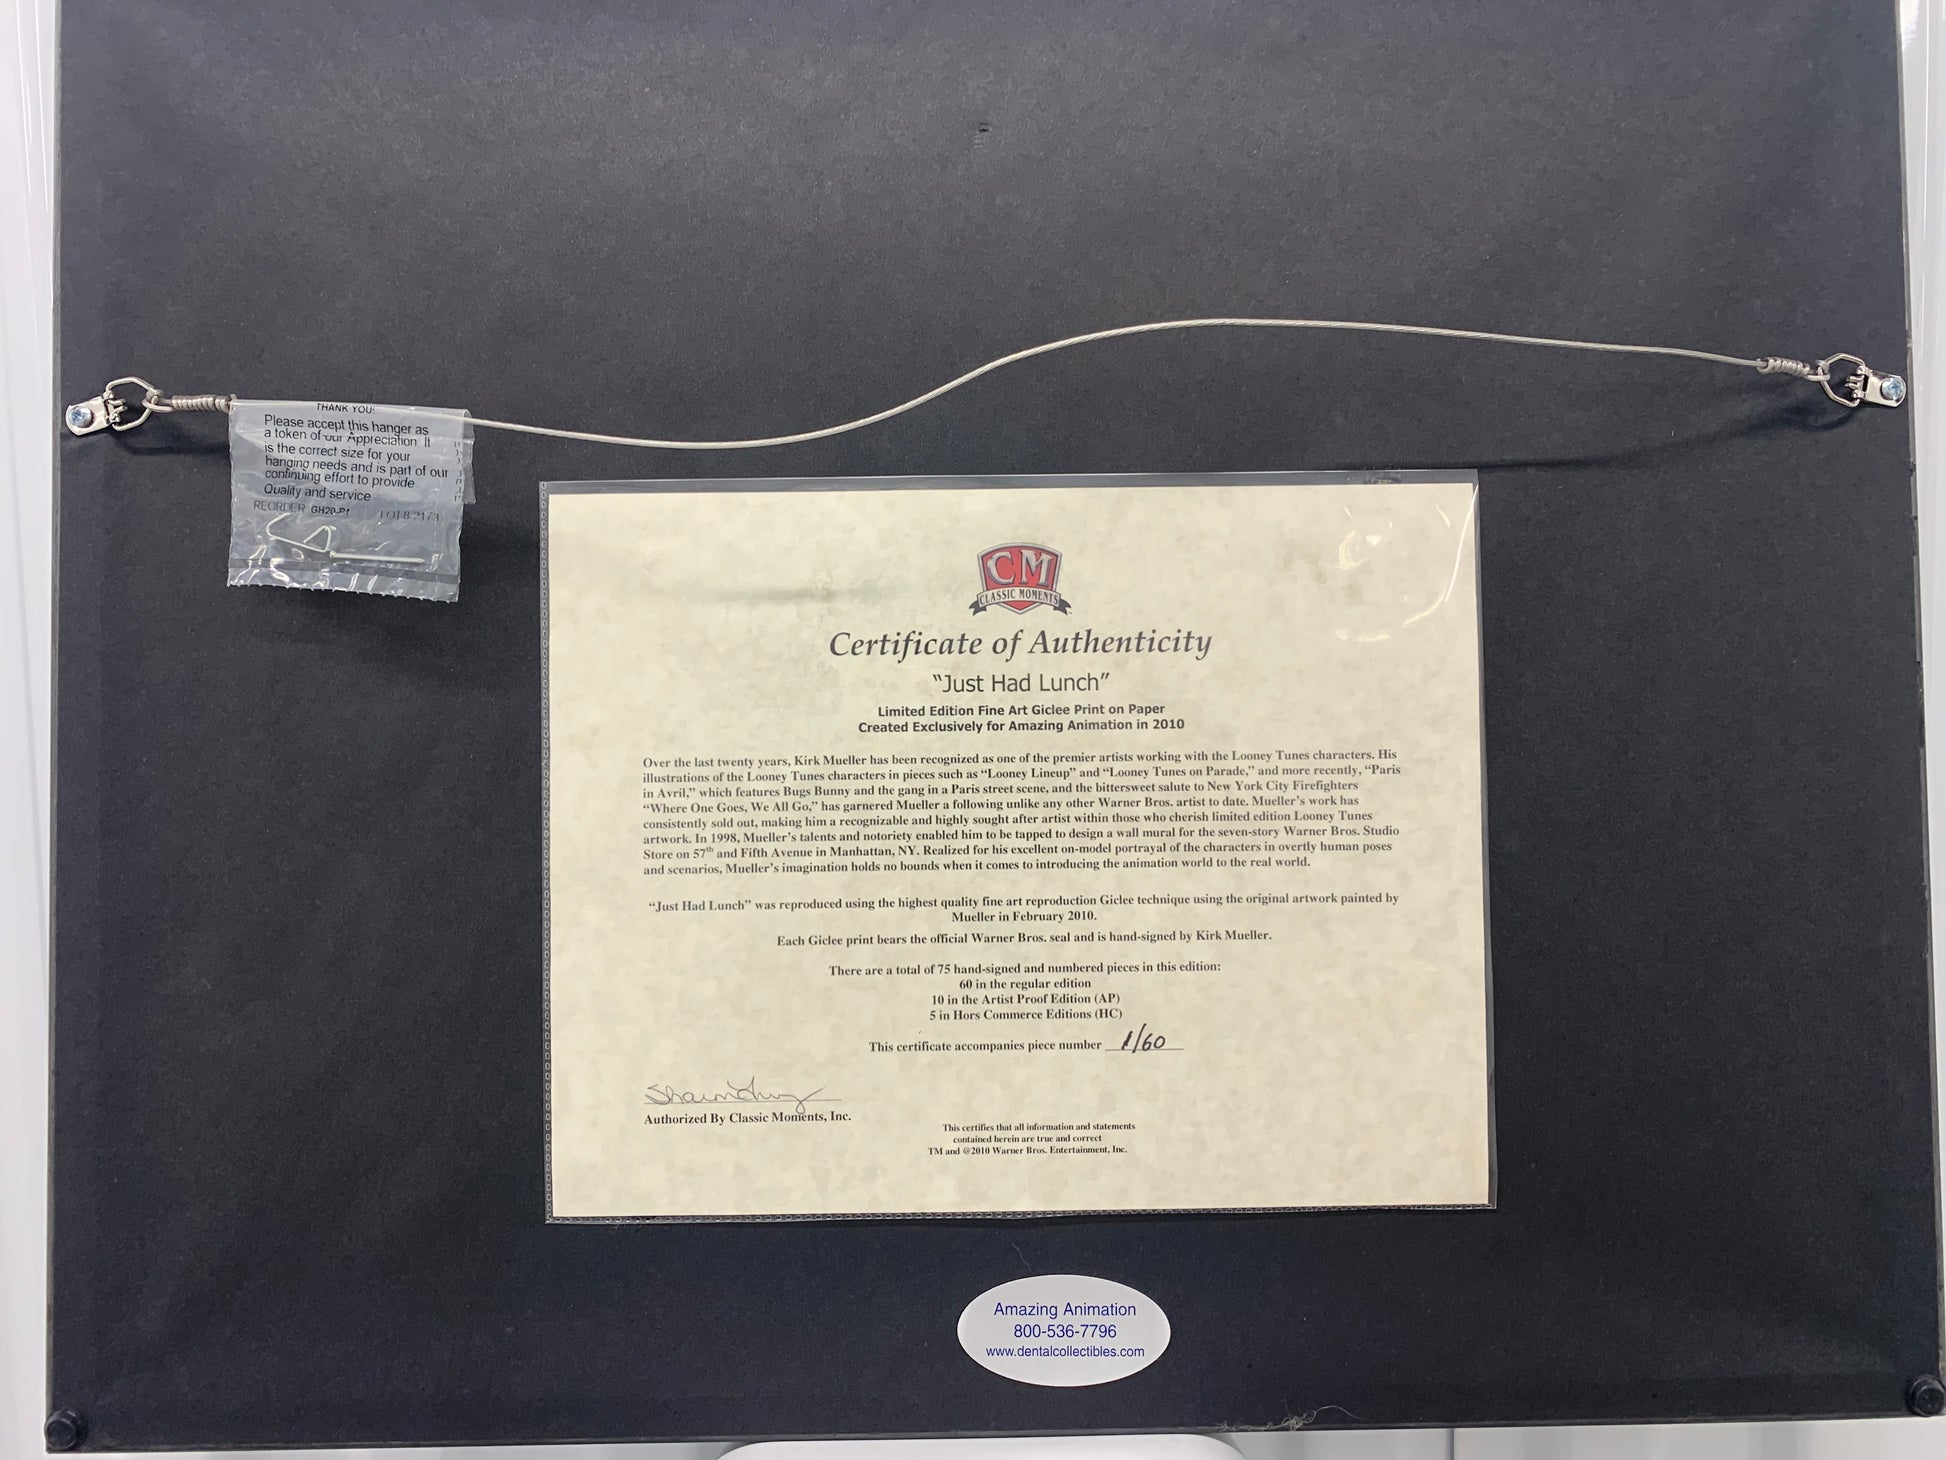 THANK YOU!
Please accept this hanger as
a token of our Appreciation. It
is the correct size for your
hanging needs and is part of our
continuing effort to provide
Quality and service
REORDER GH20-P1 LOT8 2173
CM
CLASSIC MOMENTS
Certificate of Authenticity
“Just Had Lunch”
Limited Edition Fine Art Giclee Print on Paper
Created Exclusively for Amazing Animation in 2010
Over the last twenty years, Kirk Mueller has been recognized as one of the premier artists working with the Looney Tunes characters. His
illustrations of the Looney Tunes characters in pieces such as “Looney Lineup” and “Looney Tunes on Parade,” and more recently, “Paris
in Avril,” which features Bugs Bunny and the gang in a Paris street scene, and the bittersweet salute to New York City Firefighters
“Where One Goes, We All Go,” has garnered Mueller a following unlike any other Warner Bros. artist to date. Mueller’s work has
consistently sold out, making him a recognizable and highly sought after artist within those who cherish limited edition Looney Tunes
artwork. In 1998, Mueller’s talents and notoriety enabled him to be tapped to design a wall mural for the seven-story Warner Bros. Studio
Store on 57th and Fifth Avenue in Manhattan, NY. Realized for his excellent on-model portrayal of the characters in overtly human poses
and scenarios, Mueller’s imagination holds no bounds when it comes to introducing the animation world to the real world.
“Just Had Lunch” was reproduced using the highest quality fine art reproduction Giclee technique using the original artwork painted by
Mueller in February 2010.
Each Giclee print bears the official Warner Bros. seal and is hand-signed by Kirk Mueller.
There are a total of 75 hand-signed and numbered pieces in this edition:
60 in the regular edition
10 in the Artist Proof Edition (AP)
5 in Hors Commerce Editions (HC)
This certificate accompanies piece number 1/60
Authorized By Classic Moments, Inc.
This certifies that all information and statements
contained herein are true and correct
TM and @2010 Warner Bros. Entertainment, Inc.
Amazing Animation
800-536-7796
www.dentalcollectibles.com